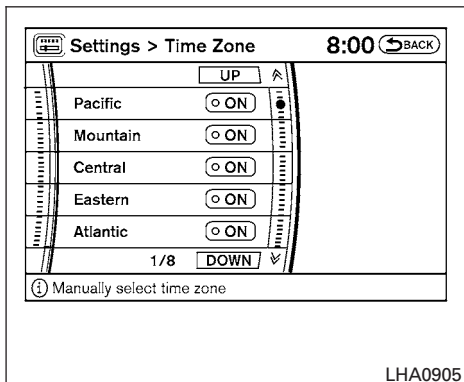 Settings > Time Zone 8:00 BACK
UP
Pacific ON
Mountain ON
Central ON
Eastern ON
Atlantic ON
1/8 DOWN
i Manually select time zone
LHA0905